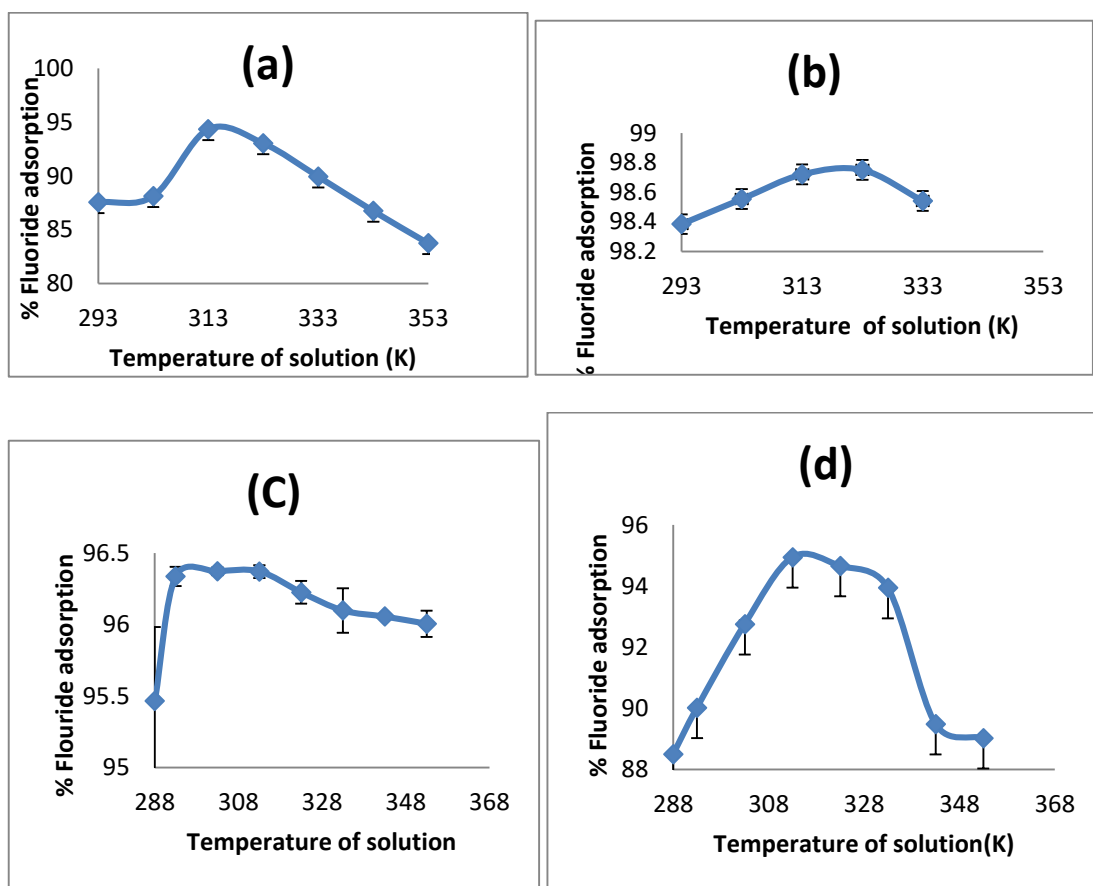 (a)
% Fluoride adsorption
100
95
90
85
80
293 313 333 353
Temperature of solution (K)
(b)
% Fluoride adsorption
99
98.8
98.6
98.4
98.2
293 313 333 353
Temperature of solution (K)
(C)
% Flouride adsorption
96.5
96
95.5
95
288 308 328 348 368
Temperature of solution
(d)
% Fluoride adsorption
96
94
92
90
88
288 308 328 348 368
Temperature of solution(K)